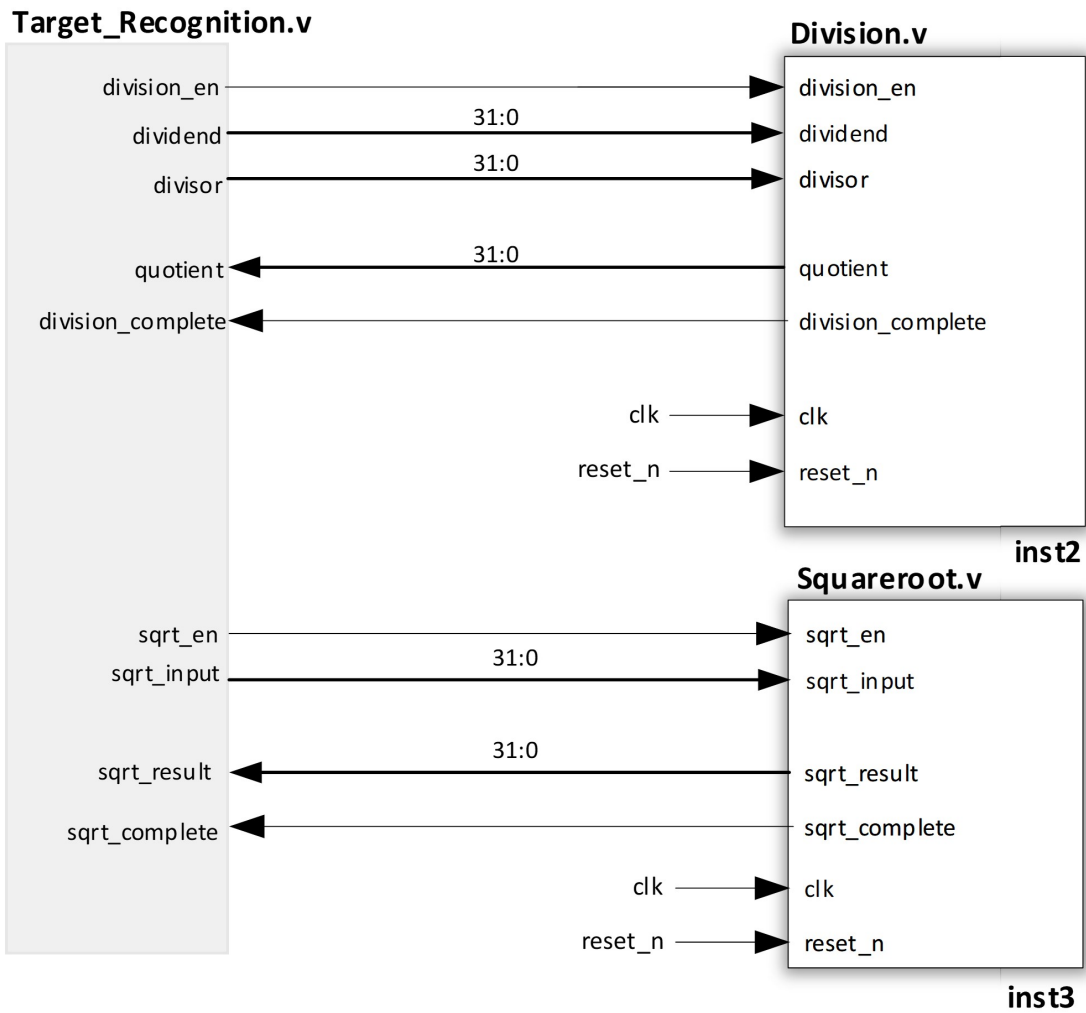 Target_Recognition.v
Division.v
division_en
division_en
31:0
dividend
dividend
31:0
divisor
divisor
31:0
quotient
quotient
division_complete
division_complete
clk
clk
reset_n
reset_n
inst2
Squareroot.v
sqrt_en
sqrt_en
31:0
sqrt_input
sqrt_input
31:0
sqrt_result
sqrt_result
sqrt_complete
sqrt_complete
clk
clk
reset_n
reset_n
inst3